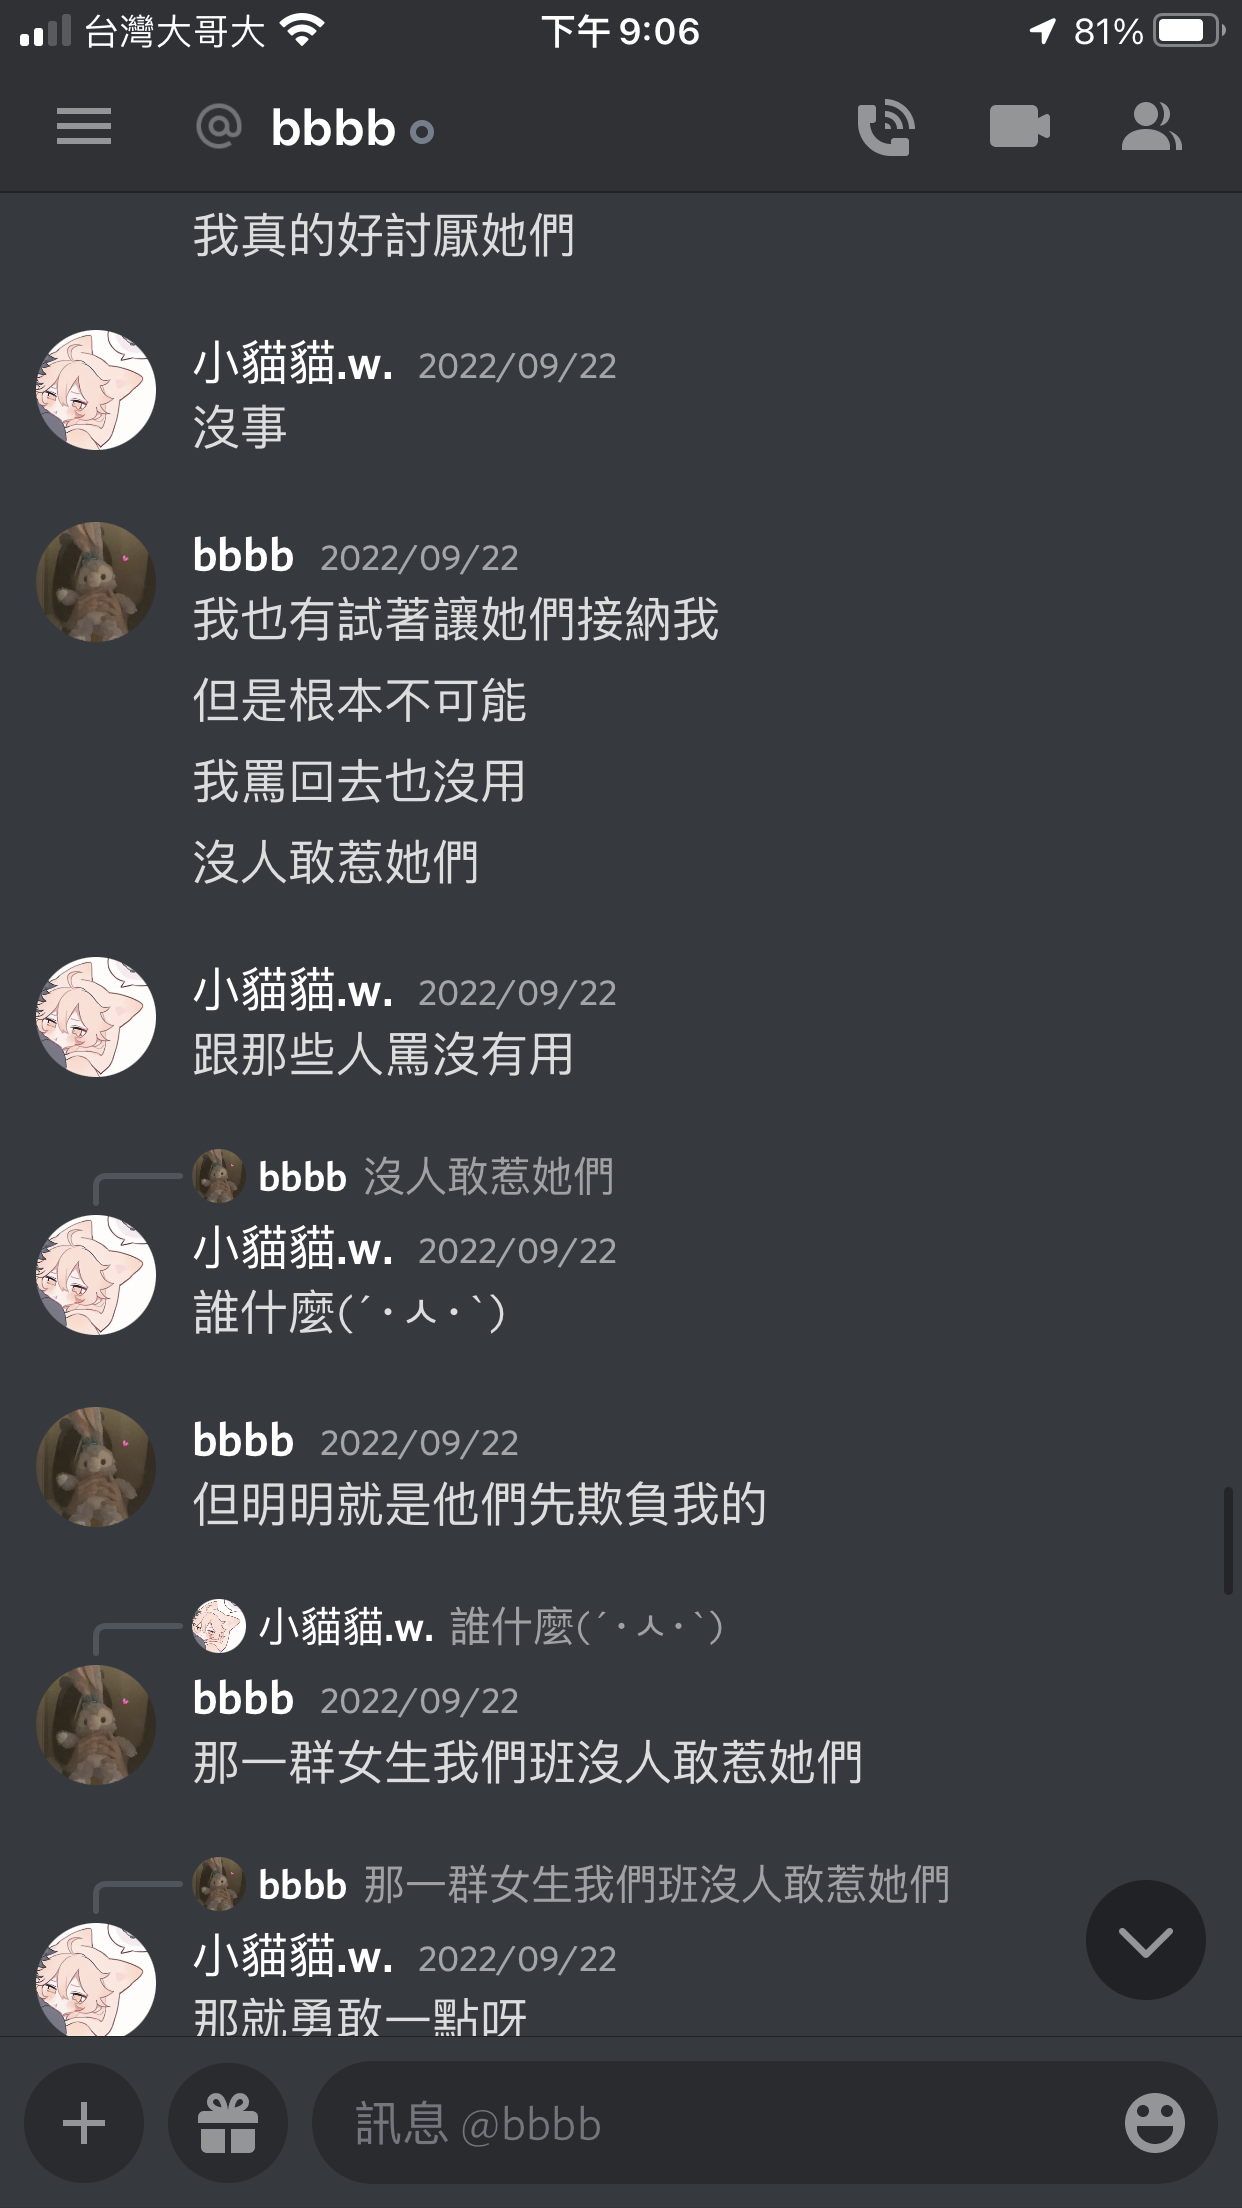 台灣大哥大 下午 9:06 81%
@ bbbb
我真的好討厭她們
小貓貓.w. 2022/09/22
沒事
bbbb 2022/09/22
我也有試著讓她們接納我
但是根本不可能
我罵回去也沒用
沒人敢惹她們
小貓貓.w. 2022/09/22
跟那些人罵沒有用
bbbb 沒人敢惹她們
小貓貓.w. 2022/09/22
誰什麼(´・ㅅ・`)
bbbb 2022/09/22
但明明就是他們先欺負我的
小貓貓.w. 誰什麼(´・ㅅ・`)
bbbb 2022/09/22
那一群女生我們班沒人敢惹她們
bbbb 那一群女生我們班沒人敢惹她們
小貓貓.w. 2022/09/22
那就勇敢一點呀
訊息 @bbbb